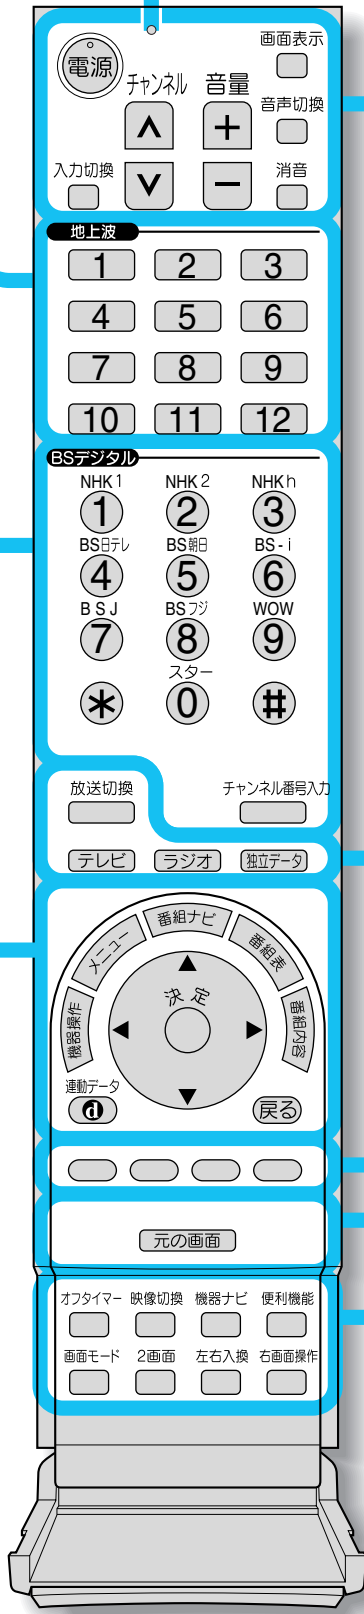 画面表示
電源
チャンネル 音量
音声切換
∧ +
入力切換 ∨ − 消音
地上波
1 2 3
4 5 6
7 8 9
10 11 12
BSデジタル
NHK1 NHK2 NHKh
1 2 3
BS日テレ BS朝日 BS-i
4 5 6
BSJ BSフジ WOW
7 8 9
スター
* 0 #
放送切換 チャンネル番号入力
テレビ ラジオ 独立データ
機器操作 メニュー 番組ナビ 番組表 番組内容
▲
決定
◀ ▶
▼
連動データ
d 戻る
元の画面
オフタイマー 映像切換 機器ナビ 便利機能
画面モード 2画面 左右入換 右画面操作